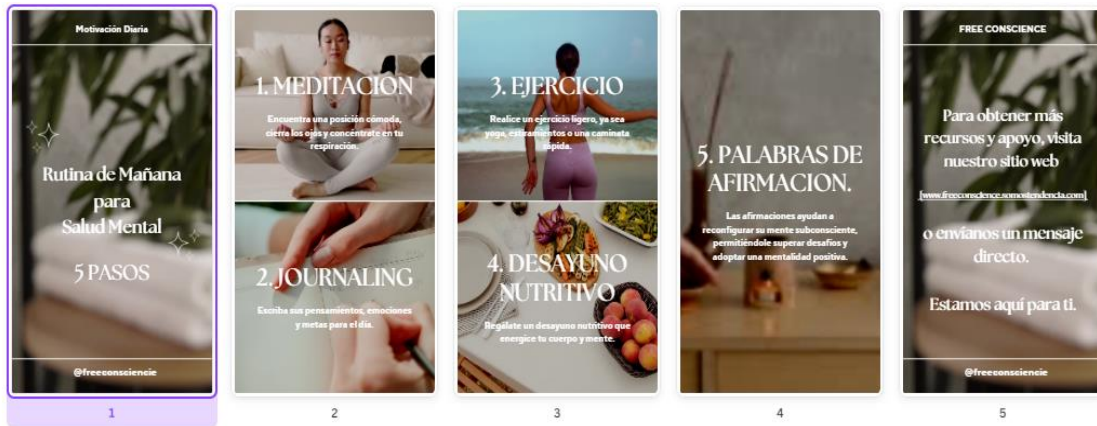 Motivación Diaria
Rutina de Mañana
para
Salud Mental
5 PASOS
@freeconsciencie
1
1. MEDITACION
Encuentra una posición cómoda,
cierra los ojos y concéntrate en tu
respiración.
2. JOURNALING
Escriba sus pensamientos, emociones
y metas para el día.
2
3. EJERCICIO
Realice un ejercicio ligero, ya sea
yoga, estiramientos o una caminata
rápida.
4. DESAYUNO
NUTRITIVO
Regálate un desayuno nutritivo que
energice tu cuerpo y mente.
3
5. PALABRAS DE
AFIRMACION.
Las afirmaciones ayudan a
reconfigurar su mente subconsciente,
permitiéndole superar desafíos y
adoptar una mentalidad positiva.
4
FREE CONSCIENCE
Para obtener más
recursos y apoyo, visita
nuestro sitio web
[www.freeconscience.somostendencia.com]
o envíanos un mensaje
directo.
Estamos aquí para ti.
@freeconsciencie
5